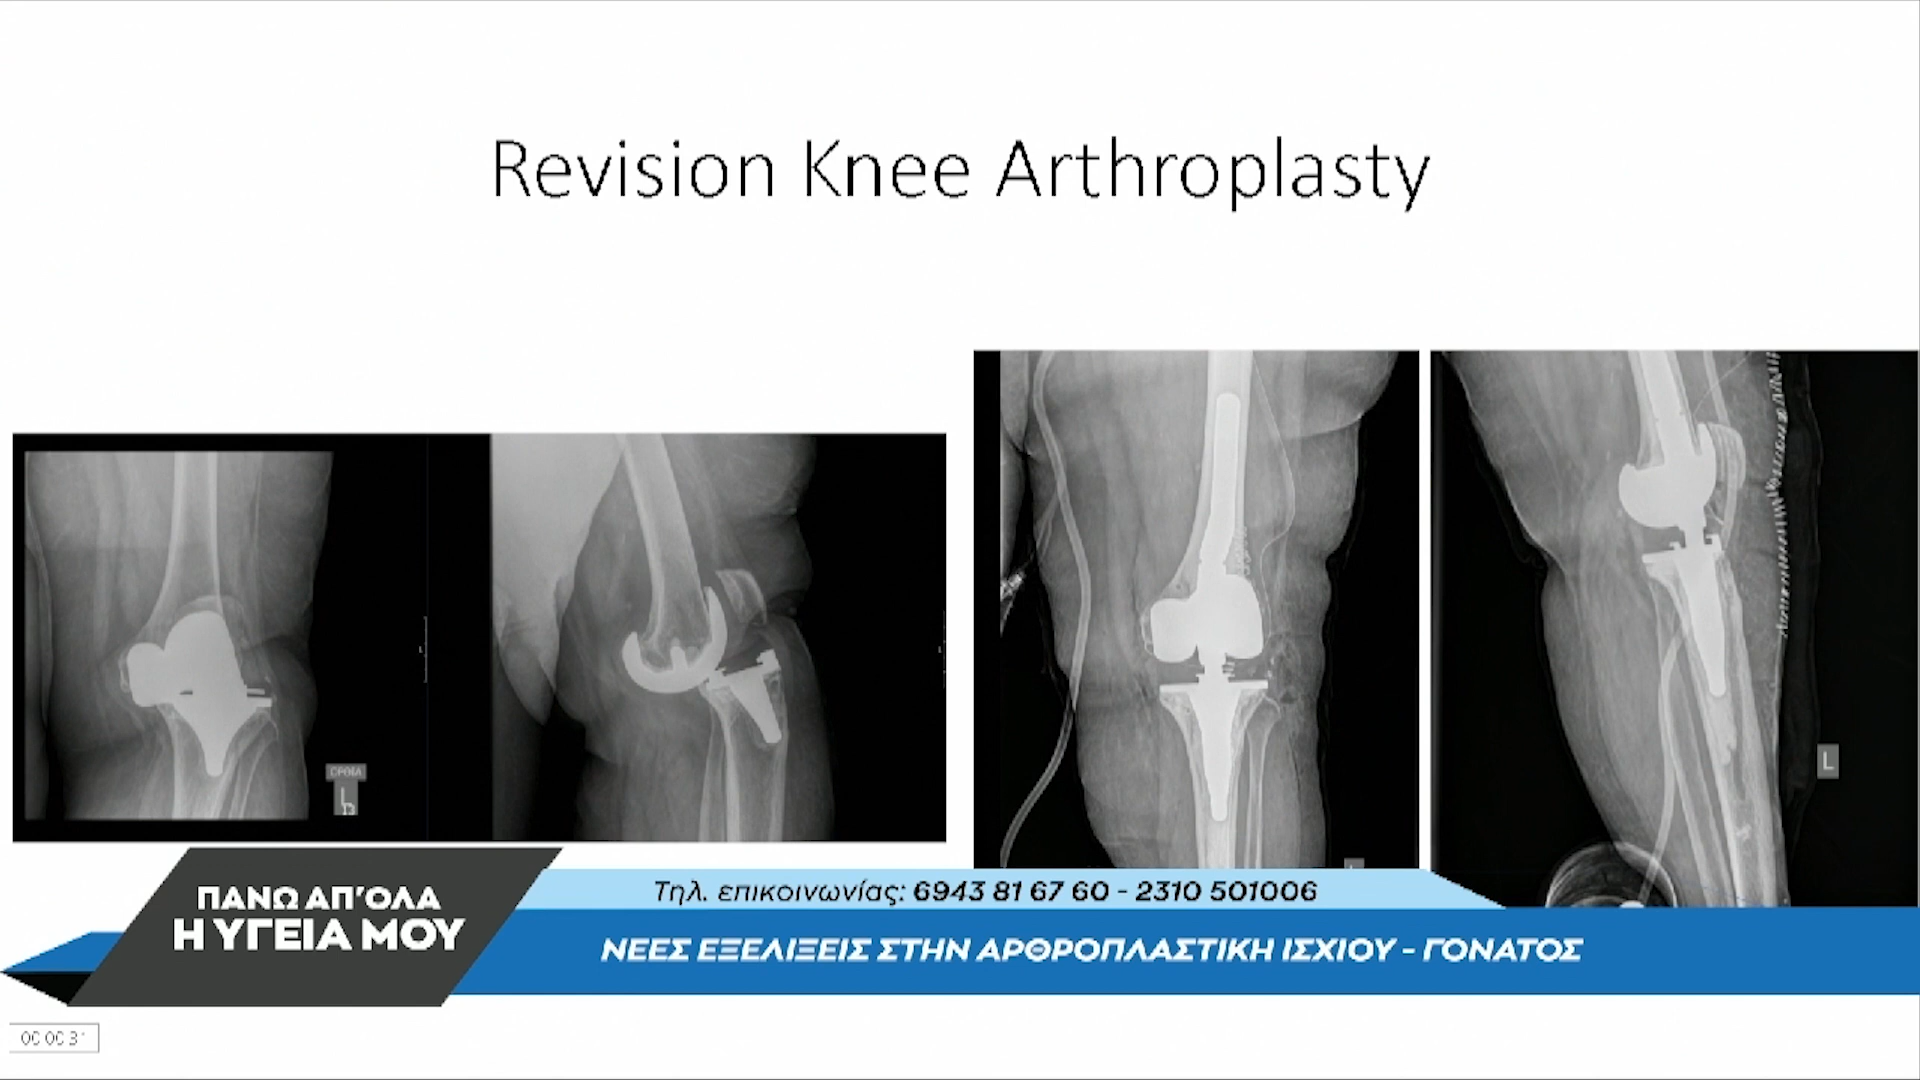 Revision Knee Arthroplasty
L
L
ΠΑΝΩ ΑΠ'ΟΛΑ
Η ΥΓΕΙΑ ΜΟΥ
Τηλ. επικοινωνίας: 6943 81 67 60 - 2310 501006
ΝΕΕΣ ΕΞΕΛΙΞΕΙΣ ΣΤΗΝ ΑΡΘΡΟΠΛΑΣΤΙΚΗ ΙΣΧΙΟΥ - ΓΟΝΑΤΟΣ